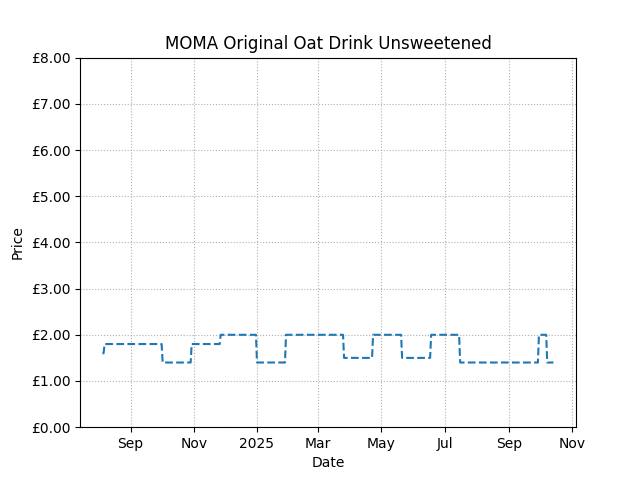 MOMA Original Oat Drink Unsweetened
£8.00
£7.00
£6.00
£5.00
£4.00
£3.00
£2.00
£1.00
£0.00
Price
Sep Nov 2025 Mar May Jul Sep Nov
Date